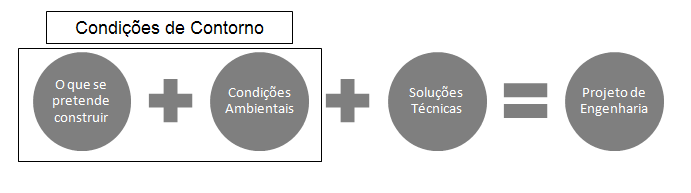 Condições de Contorno
O que se
pretende
construir
Condições
Ambientais
Soluções
Técnicas
Projeto de
Engenharia